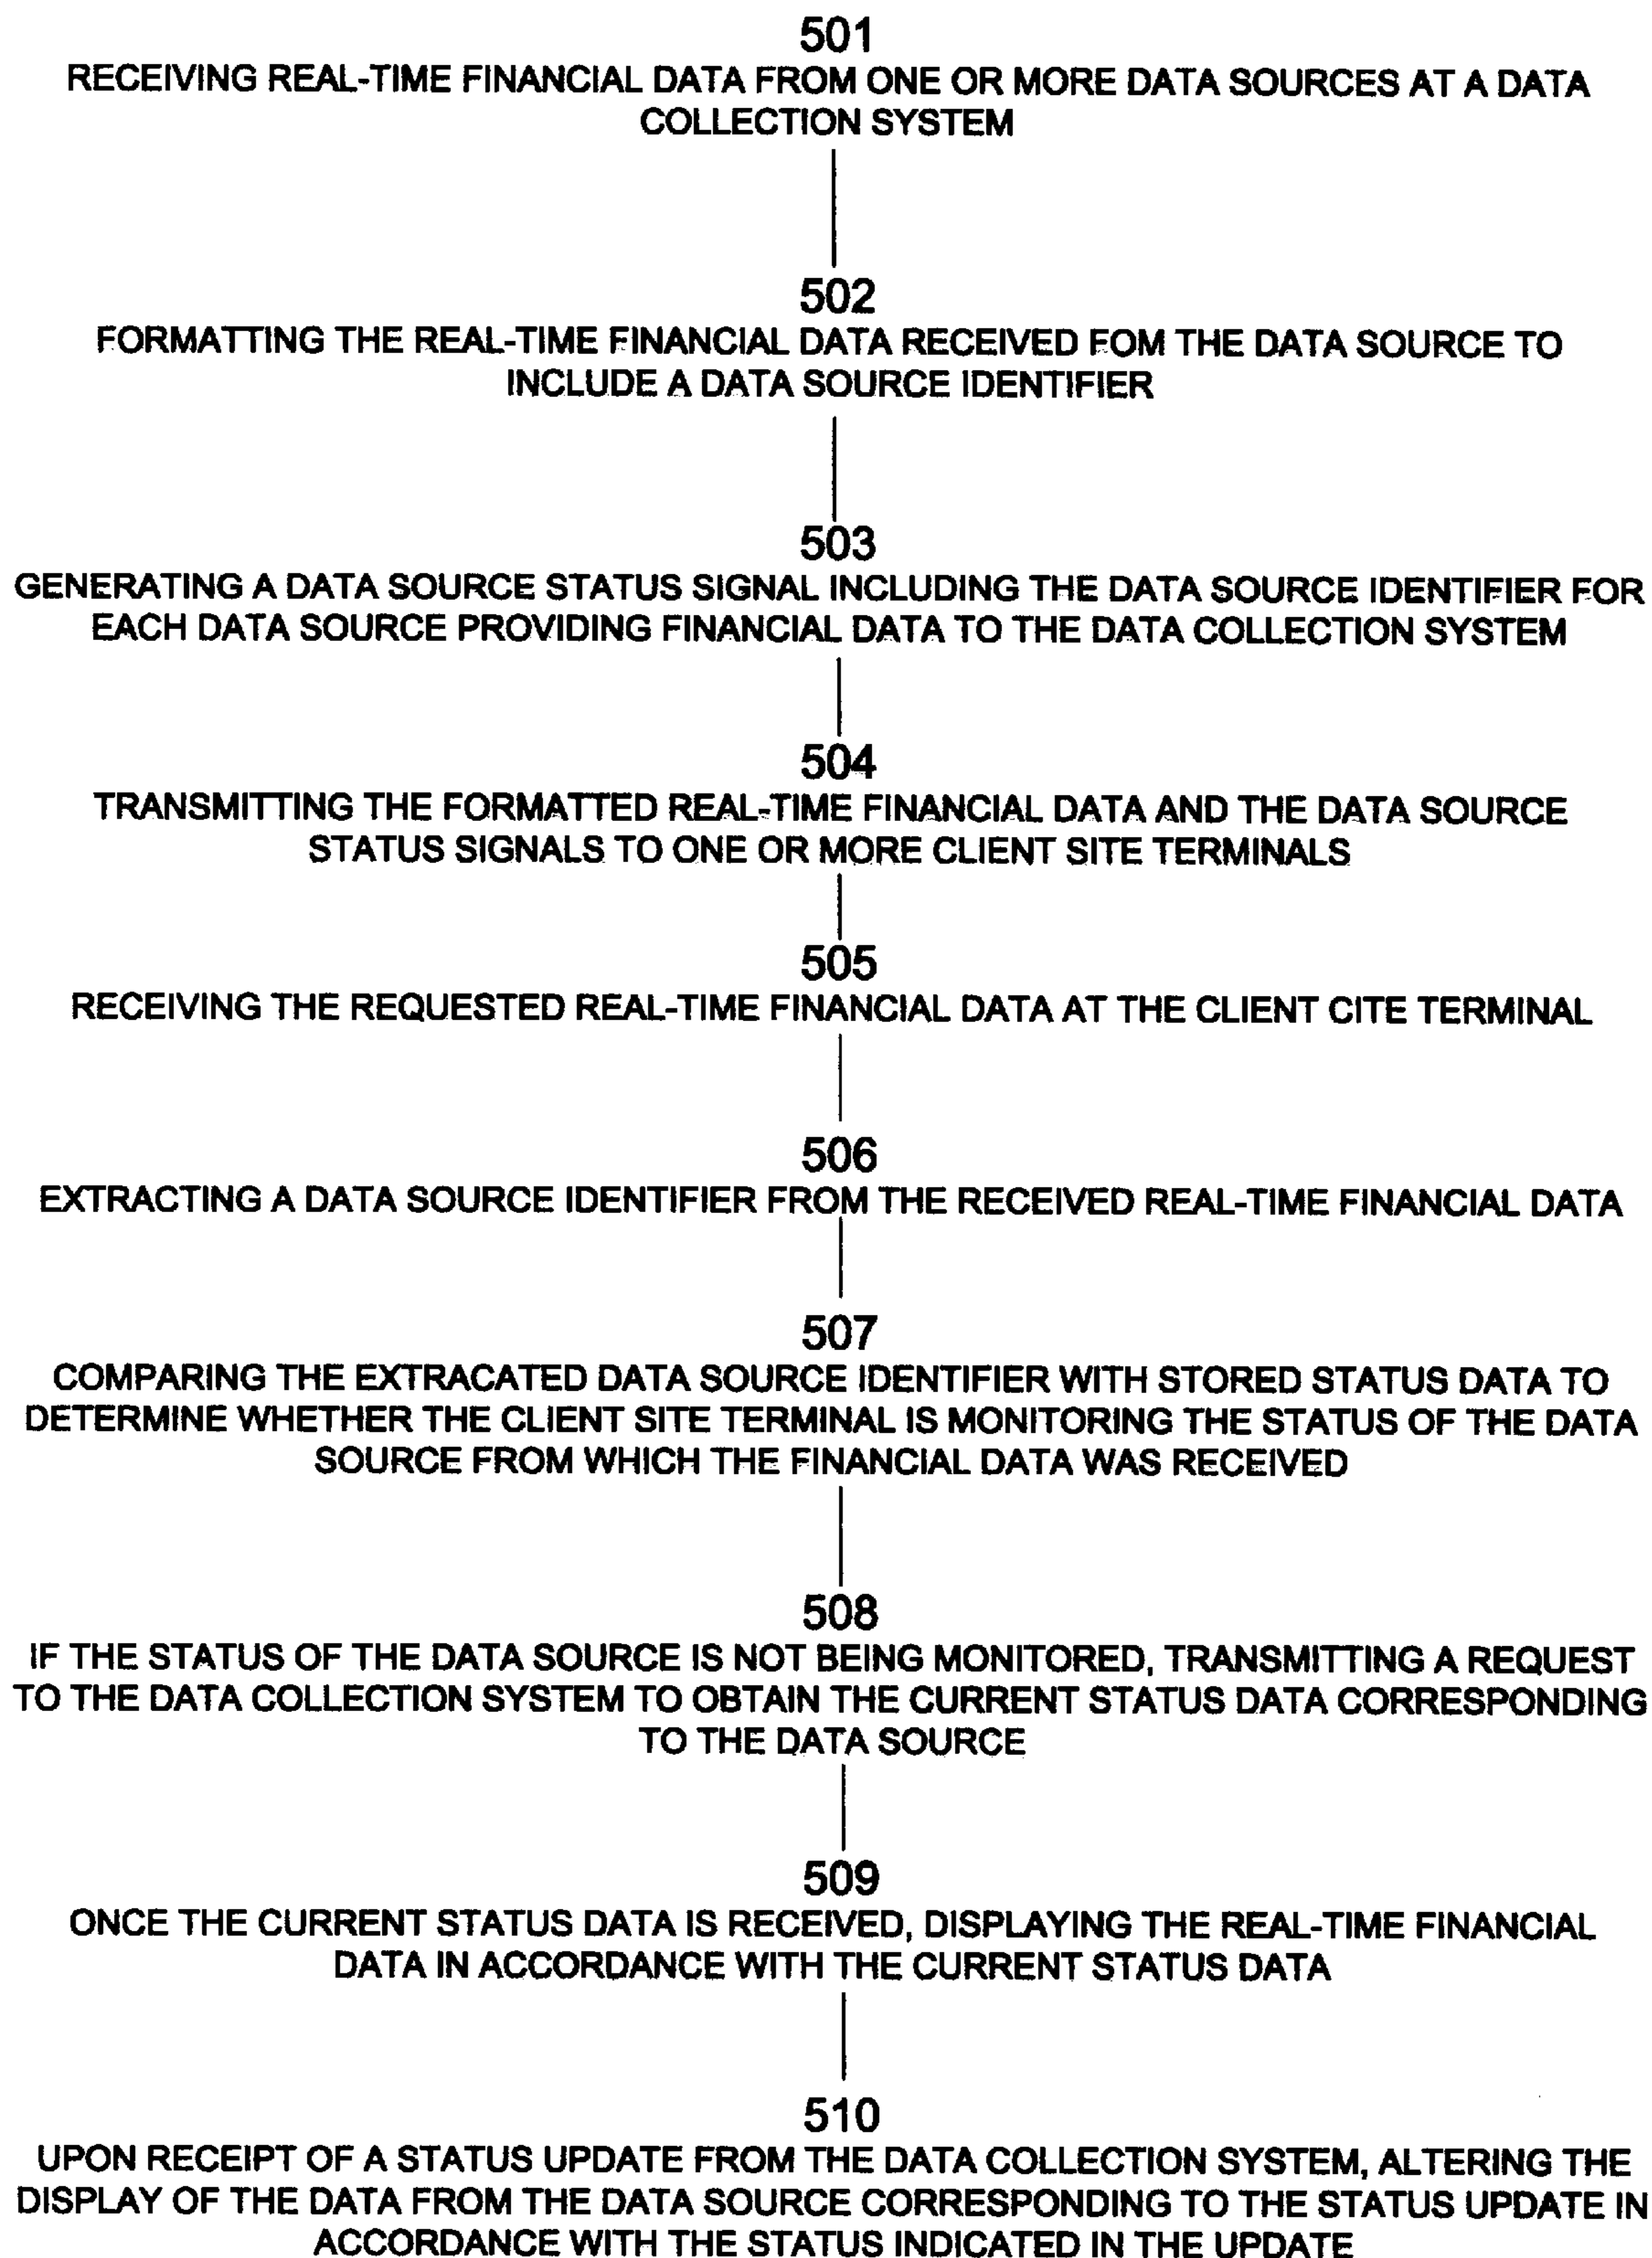 501
RECEIVING REAL-TIME FINANCIAL DATA FROM ONE OR MORE DATA SOURCES AT A DATA
COLLECTION SYSTEM
502
FORMATTING THE REAL-TIME FINANCIAL DATA RECEIVED FOM THE DATA SOURCE TO
INCLUDE A DATA SOURCE IDENTIFIER
503
GENERATING A DATA SOURCE STATUS SIGNAL INCLUDING THE DATA SOURCE IDENTIFIER FOR
EACH DATA SOURCE PROVIDING FINANCIAL DATA TO THE DATA COLLECTION SYSTEM
504
TRANSMITTING THE FORMATTED REAL-TIME FINANCIAL DATA AND THE DATA SOURCE
STATUS SIGNALS TO ONE OR MORE CLIENT SITE TERMINALS
505
RECEIVING THE REQUESTED REAL-TIME FINANCIAL DATA AT THE CLIENT CITE TERMINAL
506
EXTRACTING A DATA SOURCE IDENTIFIER FROM THE RECEIVED REAL-TIME FINANCIAL DATA
507
COMPARING THE EXTRACATED DATA SOURCE IDENTIFIER WITH STORED STATUS DATA TO
DETERMINE WHETHER THE CLIENT SITE TERMINAL IS MONITORING THE STATUS OF THE DATA
SOURCE FROM WHICH THE FINANCIAL DATA WAS RECEIVED
508
IF THE STATUS OF THE DATA SOURCE IS NOT BEING MONITORED, TRANSMITTING A REQUEST
TO THE DATA COLLECTION SYSTEM TO OBTAIN THE CURRENT STATUS DATA CORRESPONDING
TO THE DATA SOURCE
509
ONCE THE CURRENT STATUS DATA IS RECEIVED, DISPLAYING THE REAL-TIME FINANCIAL
DATA IN ACCORDANCE WITH THE CURRENT STATUS DATA
510
UPON RECEIPT OF A STATUS UPDATE FROM THE DATA COLLECTION SYSTEM, ALTERING THE
DISPLAY OF THE DATA FROM THE DATA SOURCE CORRESPONDING TO THE STATUS UPDATE IN
ACCORDANCE WITH THE STATUS INDICATED IN THE UPDATE